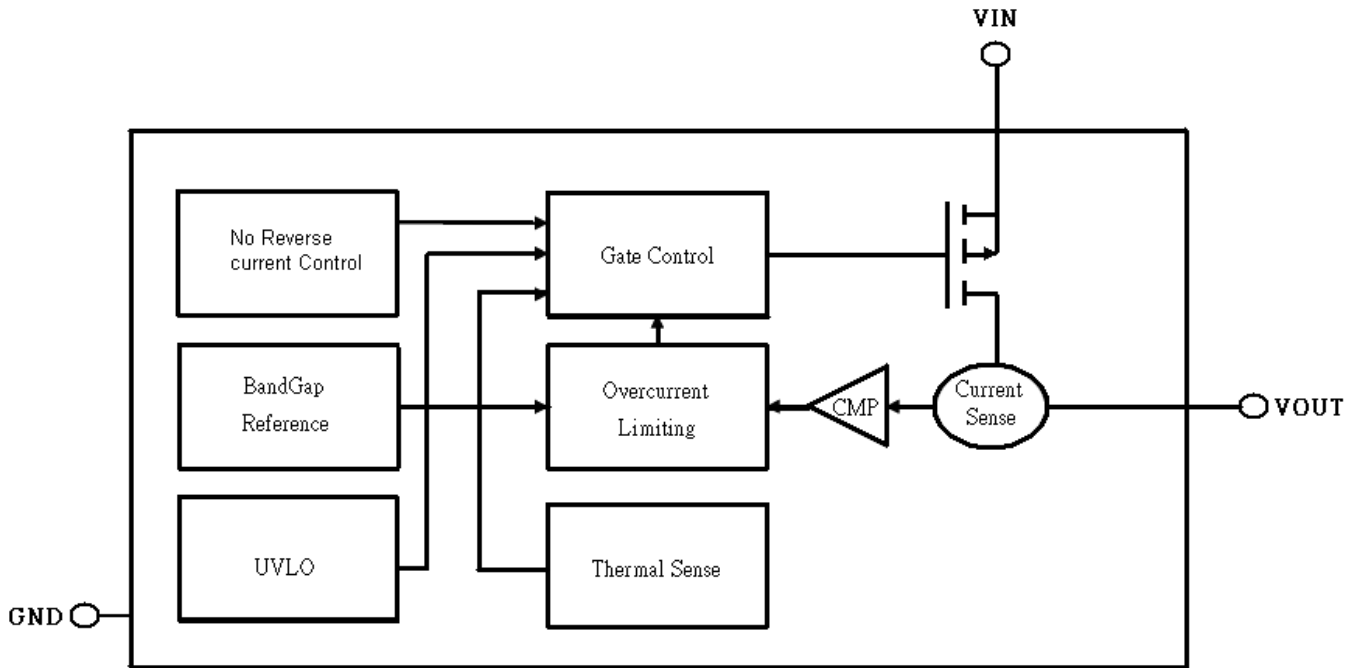 VIN
No Reverse
current Control
Gate Control
BandGap
Reference
Overcurrent
Limiting
CMP
Current
Sense
VOUT
UVLO
Thermal Sense
GND